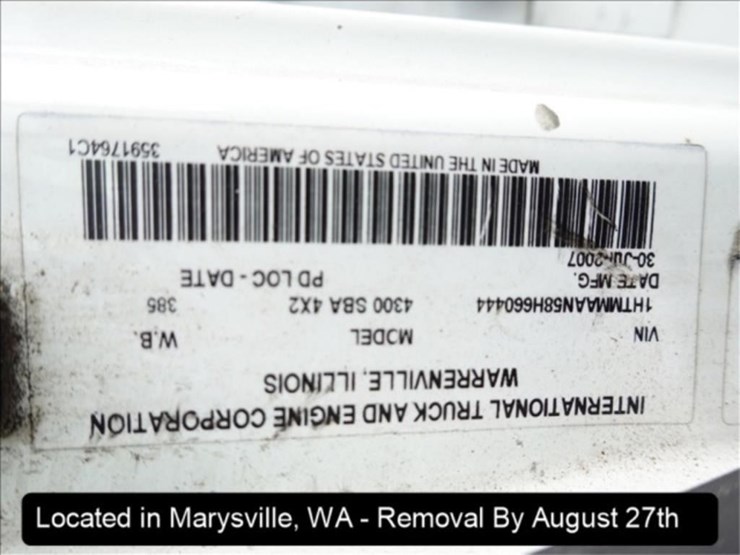 INTERNATIONAL TRUCK AND ENGINE CORPORATION
WARRENVILLE, ILLINOIS
VIN MODEL W.B.
1HTMMAAN58H660444 4300 SBA 4X2 385
DATE MFG. PD LOC - DATE
30-Jul-2007
MADE IN THE UNITED STATES OF AMERICA 3591764C1
Located in Marysville, WA - Removal By August 27th